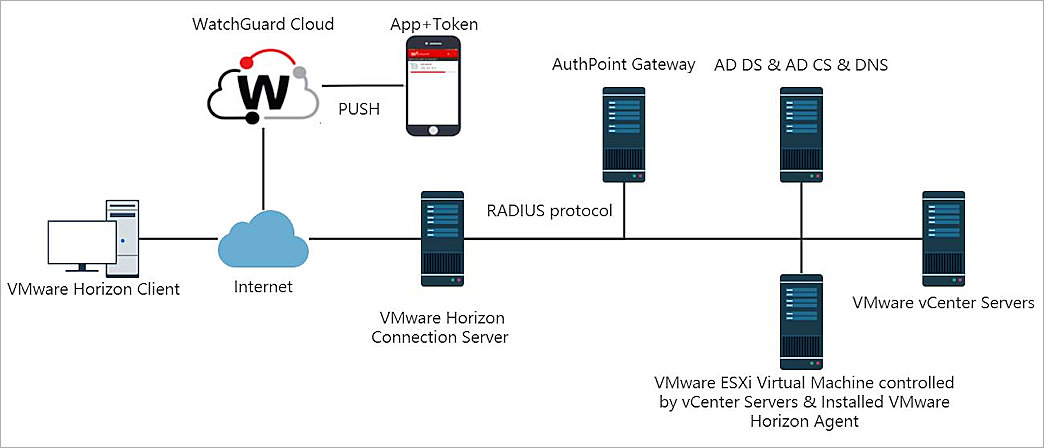 WatchGuard Cloud
App+Token
W
PUSH
AuthPoint Gateway
AD DS & AD CS & DNS
RADIUS protocol
VMware Horizon Client
Internet
VMware Horizon
Connection Server
VMware vCenter Servers
VMware ESXi Virtual Machine controlled
by vCenter Servers & Installed VMware
Horizon Agent